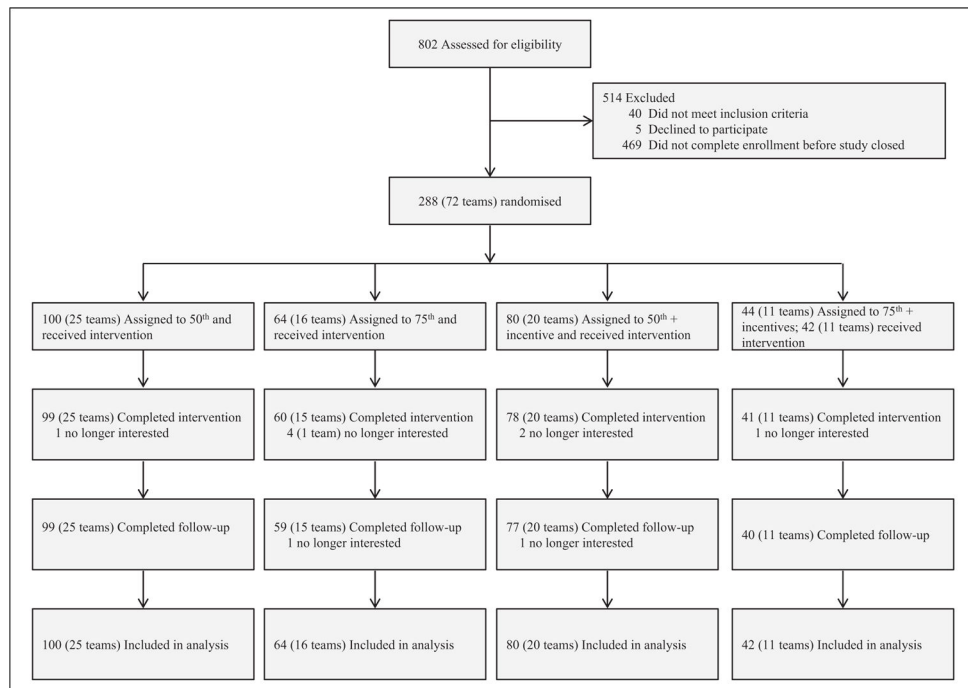 802 Assessed for eligibility
514 Excluded
40 Did not meet inclusion criteria
5 Declined to participate
469 Did not complete enrollment before study closed
288 (72 teams) randomised
100 (25 teams) Assigned to 50th and
received intervention
64 (16 teams) Assigned to 75th and
received intervention
80 (20 teams) Assigned to 50th +
incentive and received intervention
44 (11 teams) Assigned to 75th +
incentives; 42 (11 teams) received
intervention
99 (25 teams) Completed intervention
1 no longer interested
60 (15 teams) Completed intervention
4 (1 team) no longer interested
78 (20 teams) Completed intervention
2 no longer interested
41 (11 teams) Completed intervention
1 no longer interested
99 (25 teams) Completed follow-up
59 (15 teams) Completed follow-up
1 no longer interested
77 (20 teams) Completed follow-up
1 no longer interested
40 (11 teams) Completed follow-up
100 (25 teams) Included in analysis
64 (16 teams) Included in analysis
80 (20 teams) Included in analysis
42 (11 teams) Included in analysis